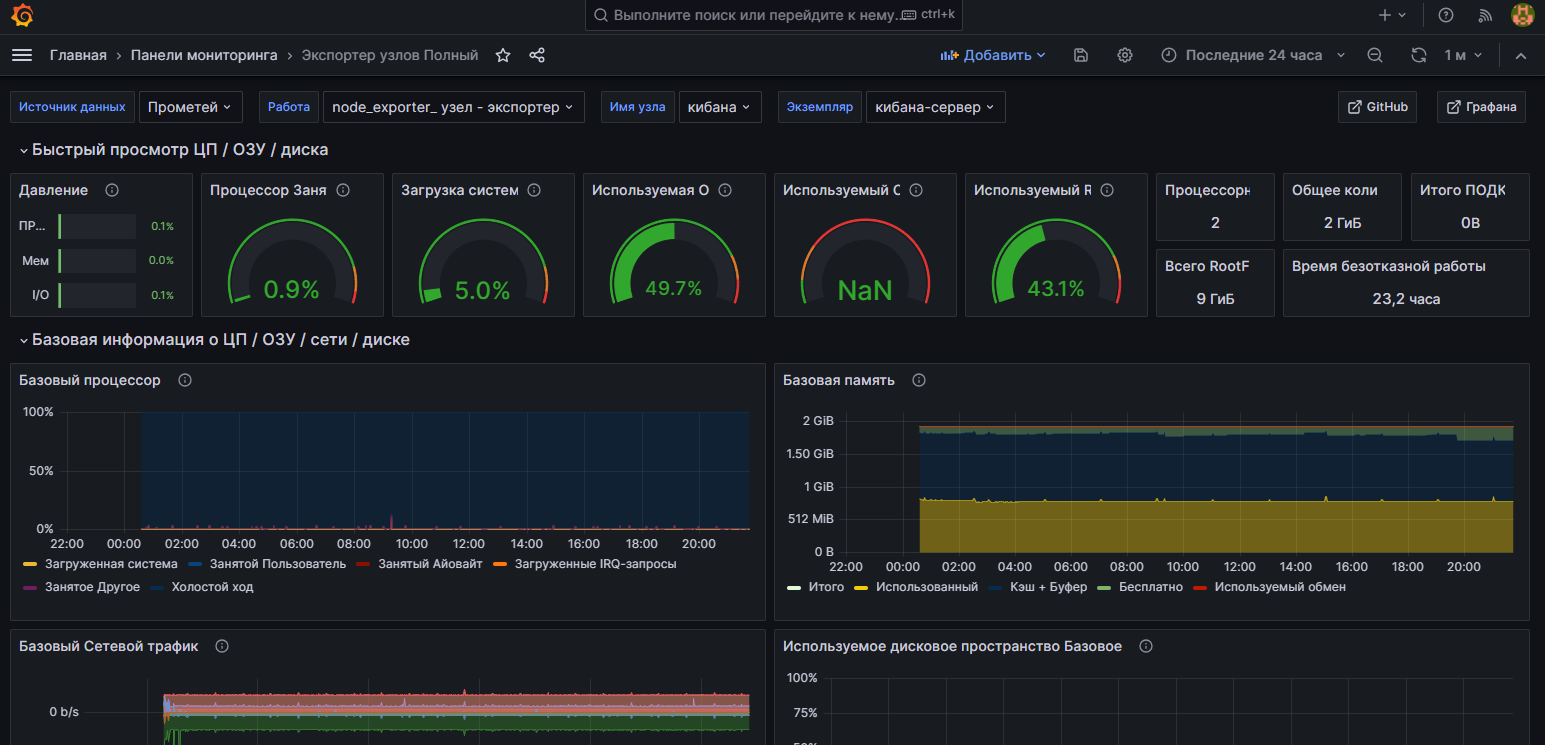 Выполните поиск или перейдите к нему... ctrl+k
Главная › Панели мониторинга › Экспортер узлов Полный
Добавить
Последние 24 часа
1 м
Источник данных Прометей
Работа node_exporter_ узел - экспортер
Имя узла кибана
Экземпляр кибана-сервер
GitHub
Графана
Быстрый просмотр ЦП / ОЗУ / диска
Давление
ПР... 0.1%
Мем 0.0%
I/O 0.1%
Процессор Заня
0.9%
Загрузка систем
5.0%
Используемая О
49.7%
Используемый С
NaN
Используемый R
43.1%
Процессорн
2
Общее коли
2 ГиБ
Итого ПОДК
0В
Всего RootF
9 ГиБ
Время безотказной работы
23,2 часа
Базовая информация о ЦП / ОЗУ / сети / диске
Базовый процессор
100%
50%
0%
22:00 00:00 02:00 04:00 06:00 08:00 10:00 12:00 14:00 16:00 18:00 20:00
Загруженная система Занятой Пользователь Занятый Айовайт Загруженные IRQ-запросы
Занятое Другое Холостой ход
Базовая память
2 GiB
1.50 GiB
1 GiB
512 MiB
0 B
22:00 00:00 02:00 04:00 06:00 08:00 10:00 12:00 14:00 16:00 18:00 20:00
Итого Использованный Кэш + Буфер Бесплатно Используемый обмен
Базовый Сетевой трафик
0 b/s
Используемое дисковое пространство Базовое
100%
75%